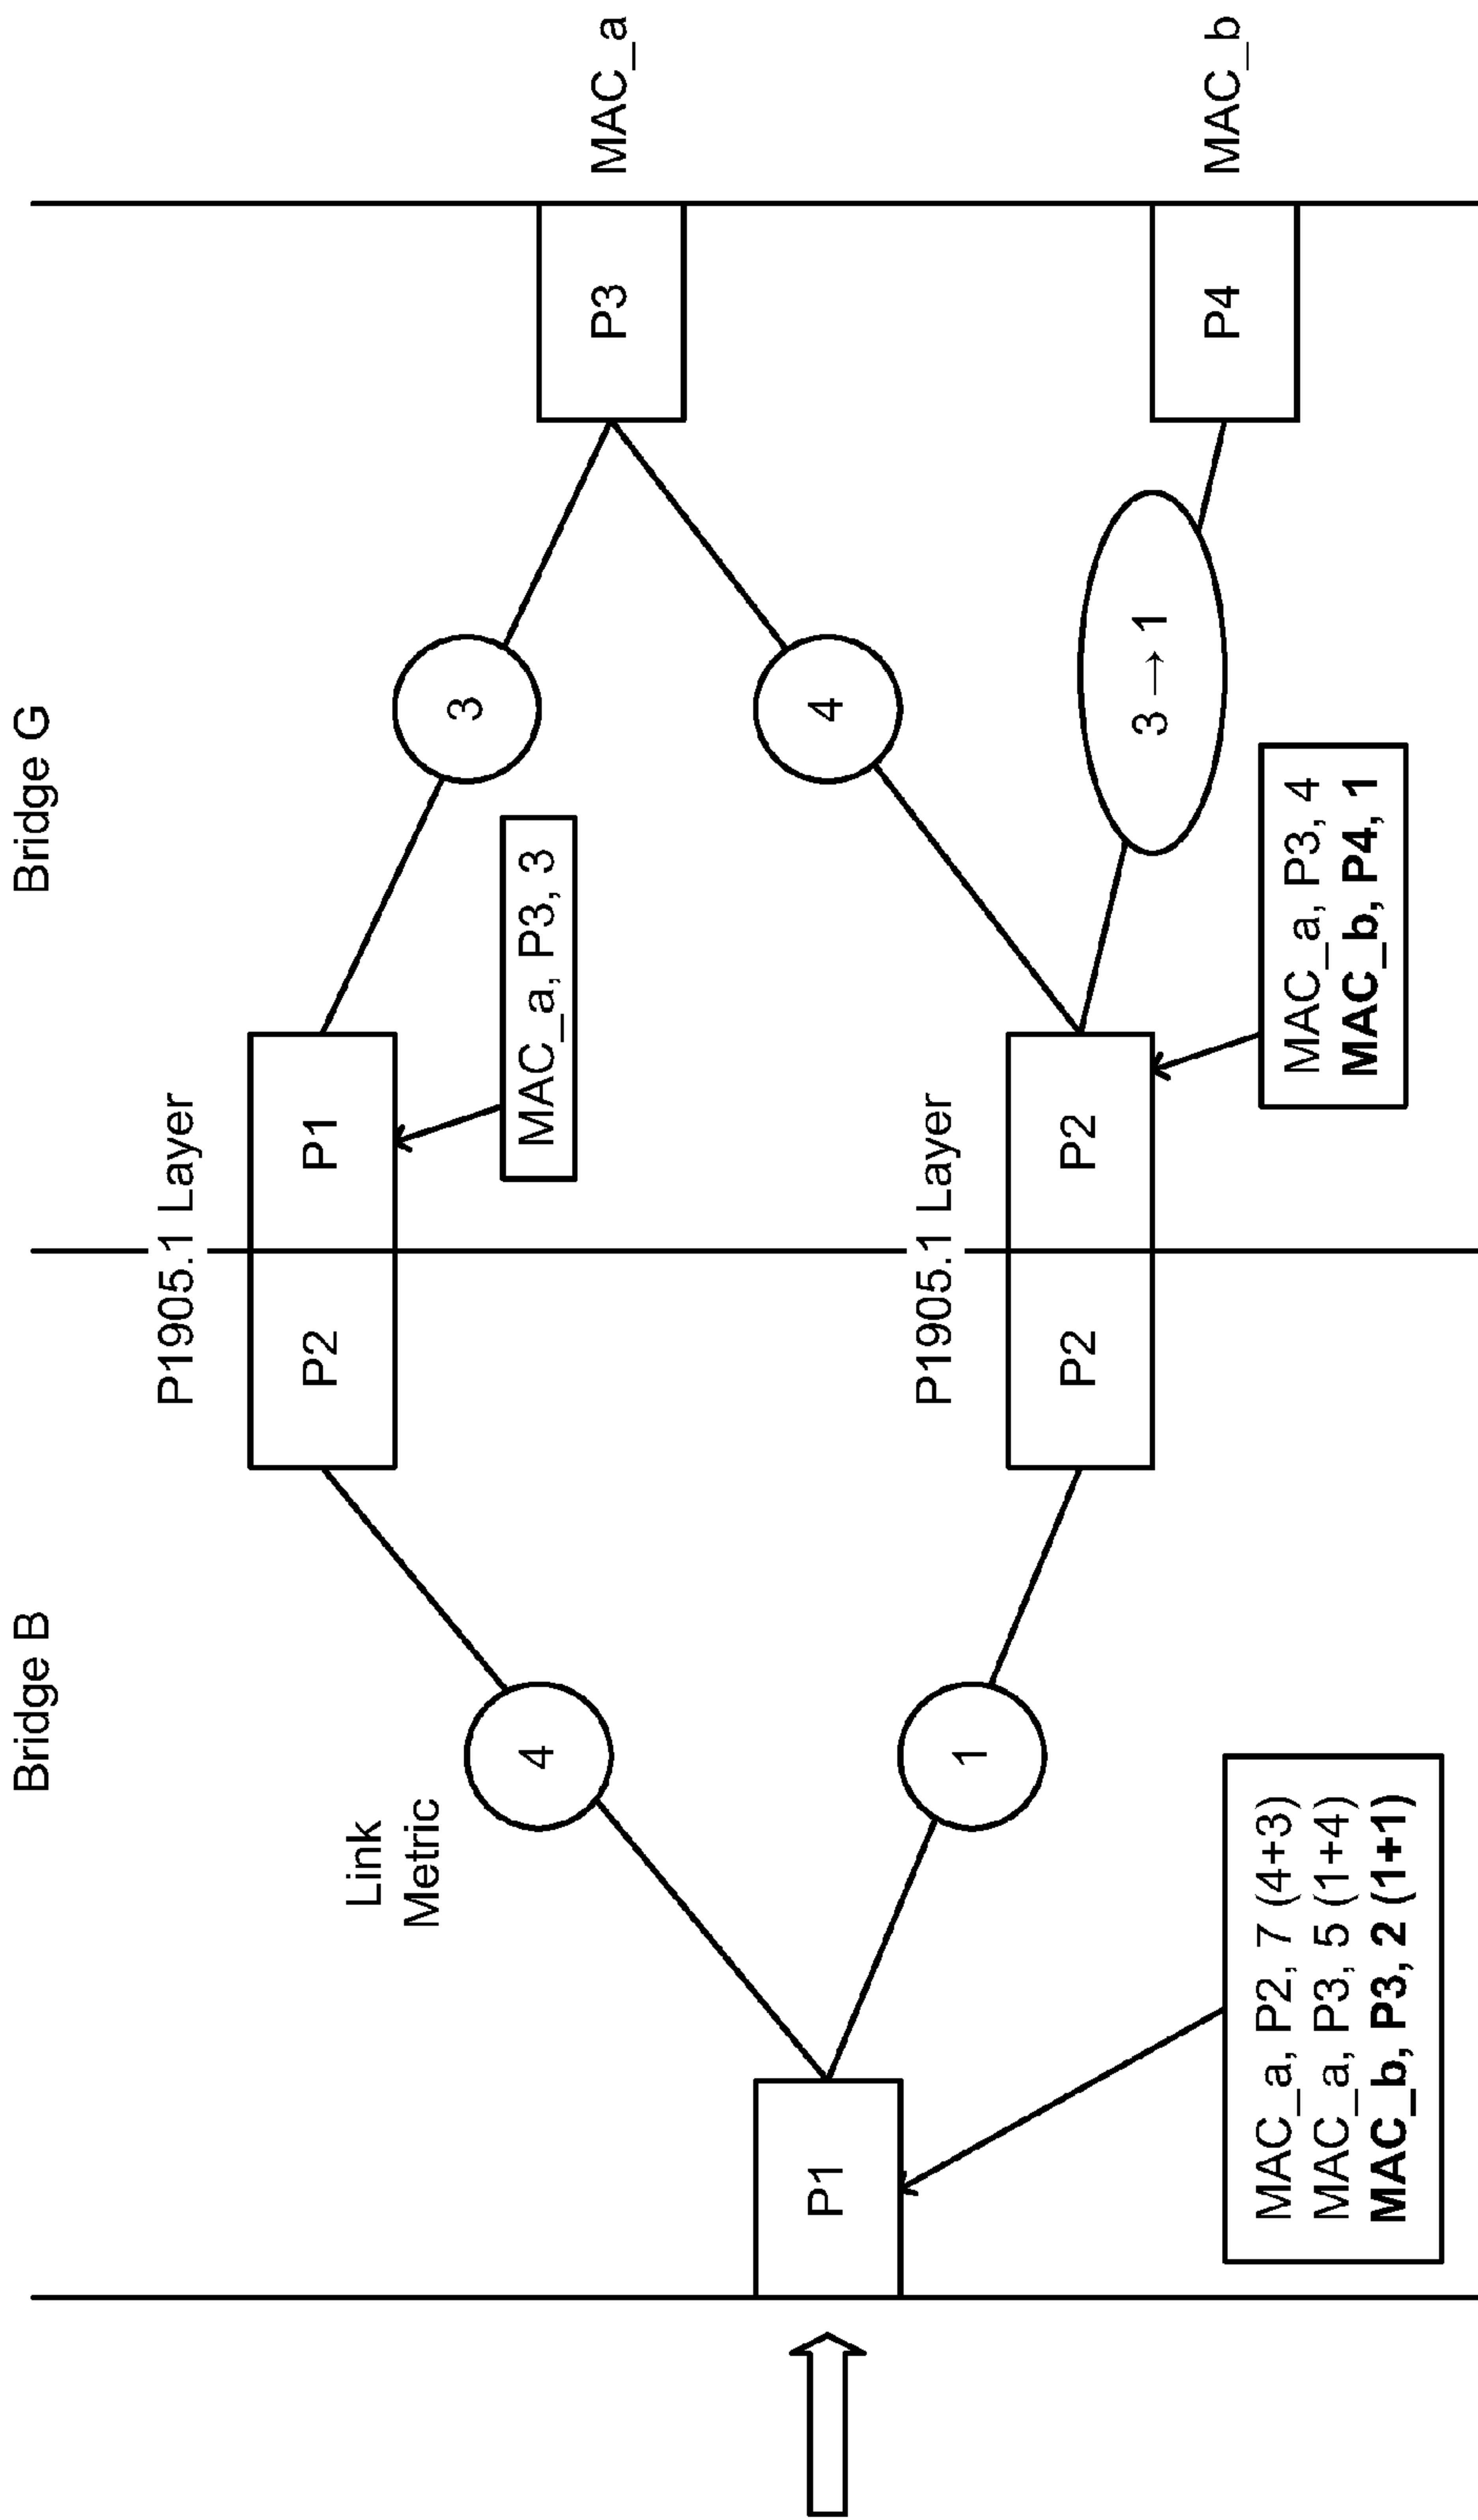 Bridge B
Bridge G
P1905.1 Layer
Link
Metric
P2
P1
4
3
MAC_a, P3, 3
P3
MAC_a
P1
4
P1905.1 Layer
1
P2
P2
3→1
P4
MAC_b
MAC_a, P2, 7 (4+3)
MAC_a, P3, 5 (1+4)
MAC_b, P3, 2 (1+1)
MAC_a, P3, 4
MAC_b, P4, 1